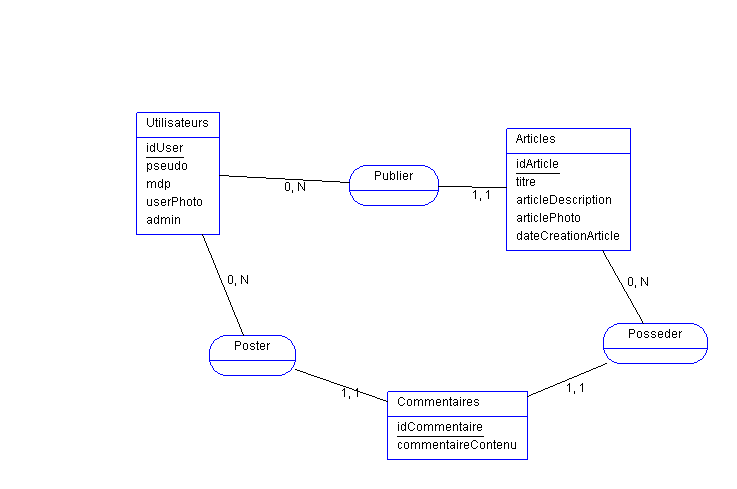 Utilisateurs
idUser
pseudo
mdp
userPhoto
admin
0, N
Publier
1, 1
Articles
idArticle
titre
articleDescription
articlePhoto
dateCreationArticle
0, N
Poster
1, 1
0, N
Posseder
1, 1
Commentaires
idCommentaire
commentaireContenu